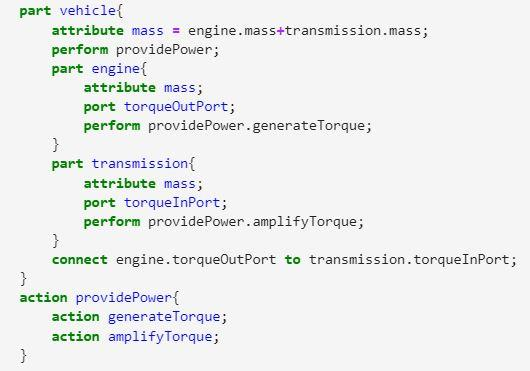 part vehicle{
    attribute mass = engine.mass+transmission.mass;
    perform providePower;
    part engine{
        attribute mass;
        port torqueOutPort;
        perform providePower.generateTorque;
    }
    part transmission{
        attribute mass;
        port torqueInPort;
        perform providePower.amplifyTorque;
    }
    connect engine.torqueOutPort to transmission.torqueInPort;
}
action providePower{
    action generateTorque;
    action amplifyTorque;
}